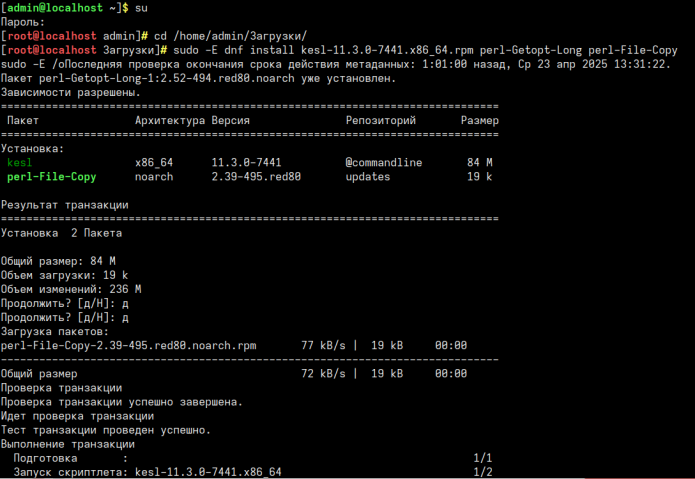 [admin@localhost ~]$ su
Пароль:
[root@localhost admin]# cd /home/admin/Загрузки/
[root@localhost Загрузки]# sudo -E dnf install kesl-11.3.0-7441.x86_64.rpm perl-Getopt-Long perl-File-Copy
sudo -E /оПоследняя проверка окончания срока действия метаданных: 1:01:00 назад, Ср 23 апр 2025 13:31:22.
Пакет perl-Getopt-Long-1:2.52-494.red80.noarch уже установлен.
Зависимости разрешены.
================================================================================
Пакет Архитектура Версия Репозиторий Размер
================================================================================
Установка:
kesl x86_64 11.3.0-7441 @commandline 84 M
perl-File-Copy noarch 2.39-495.red80 updates 19 k
Результат транзакции
================================================================================
Установка 2 Пакета
Общий размер: 84 M
Объем загрузки: 19 k
Объем изменений: 236 M
Продолжить? [д/Н]: д
Продолжить? [д/Н]: д
Загрузка пакетов:
perl-File-Copy-2.39-495.red80.noarch.rpm 77 kB/s | 19 kB 00:00
--------------------------------------------------------------------------------
Общий размер 72 kB/s | 19 kB 00:00
Проверка транзакции
Проверка транзакции успешно завершена.
Идет проверка транзакции
Тест транзакции проведен успешно.
Выполнение транзакции
Подготовка : 1/1
Запуск скриптлета: kesl-11.3.0-7441.x86_64 1/2